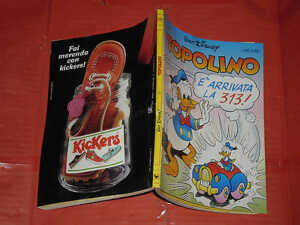 Fai
merenda
con
kickers!
Kickers
WALT DISNEY
TOPOLINO
E' ARRIVATA
LA 313!